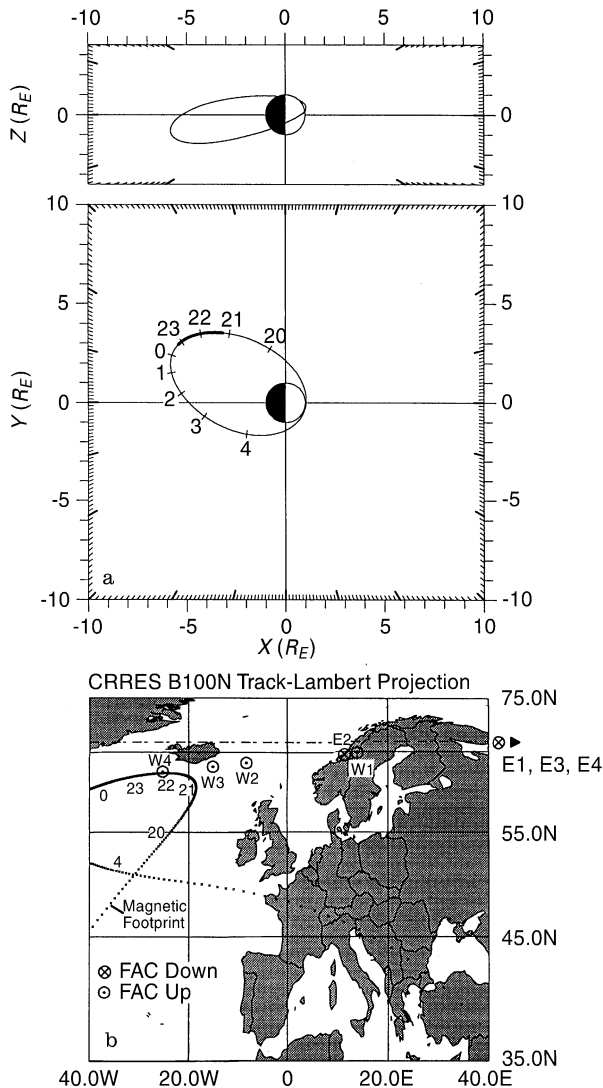 -10 -5 0 5 10
Z (R_E)
0 0
10 10
5 5
23 22 21 20
0
1
2
3
4
Y (R_E)
0 0
-5 -5
a
-10 -10
-10 -5 0 5 10
X (R_E)
CRRES B100N Track-Lambert Projection
75.0N
E2
W1
E1, E3, E4
W4
W3 W2
0 23 22 21
20
55.0N
4
Magnetic
Footprint
45.0N
⊗ FAC Down
⊙ FAC Up
b
35.0N
40.0W 20.0W 0 20.0E 40.0E